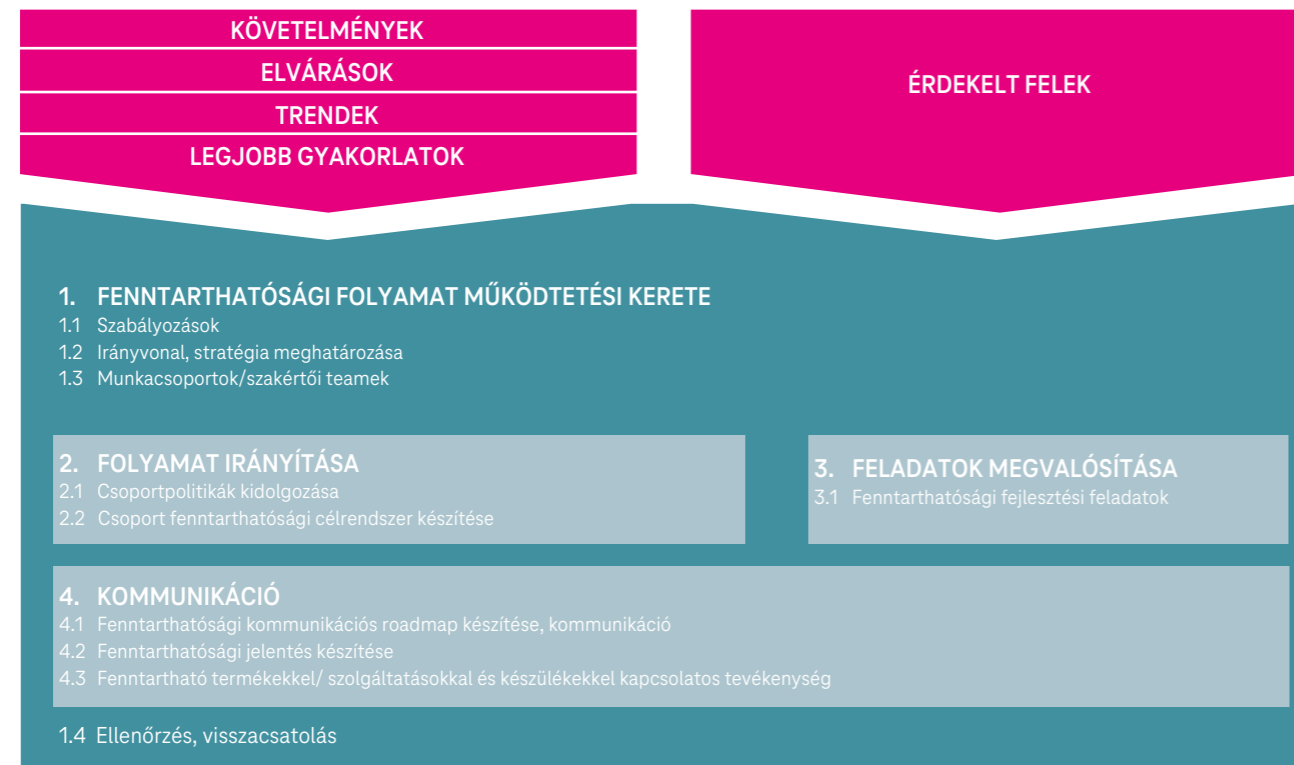 KÖVETELMÉNYEK
ELVÁRÁSOK
TRENDEK
LEGJOBB GYAKORLATOK
ÉRDEKELT FELEK
1. FENNTARTHATÓSÁGI FOLYAMAT MŰKÖDTETÉSI KERETE
1.1 Szabályozások
1.2 Irányvonal, stratégia meghatározása
1.3 Munkacsoportok/szakértői teamek
2. FOLYAMAT IRÁNYÍTÁSA
2.1 Csoportpolitikák kidolgozása
2.2 Csoport fenntarthatósági célrendszer készítése
3. FELADATOK MEGVALÓSÍTÁSA
3.1 Fenntarthatósági fejlesztési feladatok
4. KOMMUNIKÁCIÓ
4.1 Fenntarthatósági kommunikációs roadmap készítése, kommunikáció
4.2 Fenntarthatósági jelentés készítése
4.3 Fenntartható termékekkel/ szolgáltatásokkal és készülékekkel kapcsolatos tevékenység
1.4 Ellenőrzés, visszacsatolás